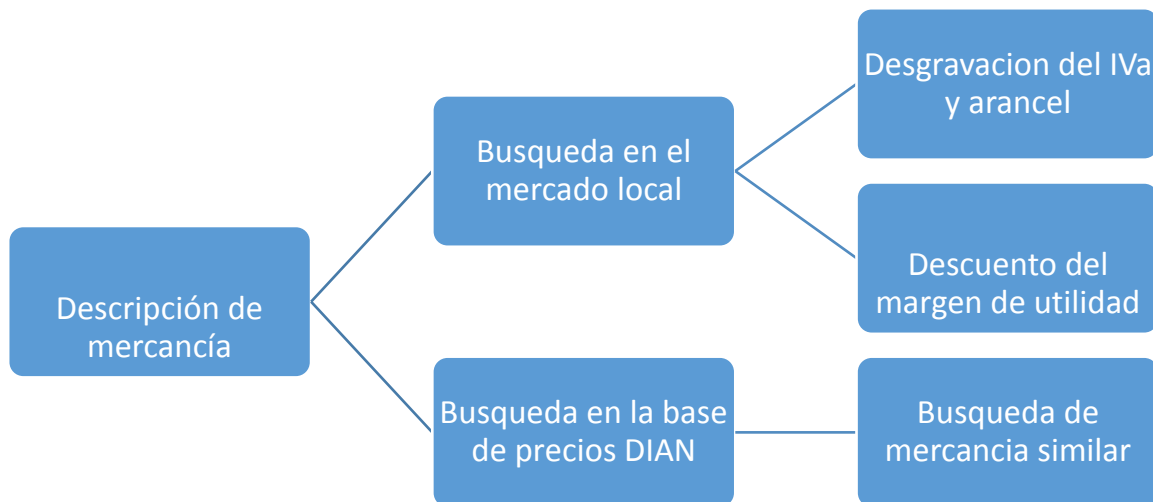 Descripción de
mercancía
Busqueda en el
mercado local
Desgravacion del IVa
y arancel
Descuento del
margen de utilidad
Busqueda en la base
de precios DIAN
Busqueda de
mercancia similar